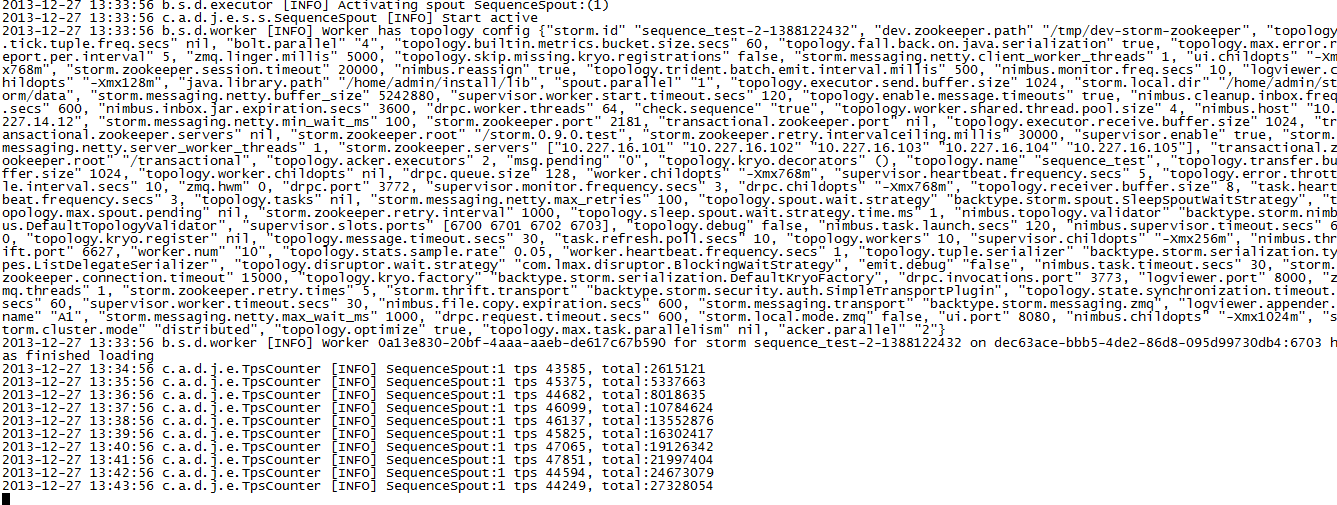 2013-12-27 13:33:56 b.s.d.executor [INFO] Activating spout SequenceSpout:(1)
2013-12-27 13:33:56 c.a.d.j.e.s.s.SequenceSpout [INFO] Start active
2013-12-27 13:33:56 b.s.d.worker [INFO] Worker has topology config {"storm.id" "sequence_test-2-1388122432", "dev.zookeeper.path" "/tmp/dev-storm-zookeeper", "topology
.tick.tuple.freq.secs" nil, "bolt.parallel" "4", "topology.builtin.metrics.bucket.size.secs" 60, "topology.fall.back.on.java.serialization" true, "topology.max.error.r
eport.per.interval" 5, "zmq.linger.millis" 5000, "topology.skip.missing.kryo.registrations" false, "storm.messaging.netty.client_worker_threads" 1, "ui.childopts" "-Xm
x768m", "storm.zookeeper.session.timeout" 20000, "nimbus.reassign" true, "topology.trident.batch.emit.interval.millis" 500, "nimbus.monitor.freq.secs" 10, "logviewer.c
hildopts" "-Xmx128m", "java.library.path" "/home/admin/install/lib", "spout.parallel" "1", "topology.executor.send.buffer.size" 1024, "storm.local.dir" "/home/admin/st
orm/data", "storm.messaging.netty.buffer_size" 5242880, "supervisor.worker.start.timeout.secs" 120, "topology.enable.message.timeouts" true, "nimbus.cleanup.inbox.freq
.secs" 600, "nimbus.inbox.jar.expiration.secs" 3600, "drpc.worker.threads" 64, "check.sequence" "true", "topology.worker.shared.thread.pool.size" 4, "nimbus.host" "10.
227.14.12", "storm.messaging.netty.min_wait_ms" 100, "storm.zookeeper.port" 2181, "transactional.zookeeper.port" nil, "topology.executor.receive.buffer.size" 1024, "tr
ansactional.zookeeper.servers" nil, "storm.zookeeper.root" "/storm.0.9.0.test", "storm.zookeeper.retry.intervalceiling.millis" 30000, "supervisor.enable" true, "storm.
messaging.netty.server_worker_threads" 1, "storm.zookeeper.servers" ["10.227.16.101" "10.227.16.102" "10.227.16.103" "10.227.16.104" "10.227.16.105"], "transactional.z
ookeeper.root" "/transactional", "topology.acker.executors" 2, "msg.pending" "0", "topology.kryo.decorators" (), "topology.name" "sequence_test", "topology.transfer.bu
ffer.size" 1024, "topology.worker.childopts" nil, "drpc.queue.size" 128, "worker.childopts" "-Xmx768m", "supervisor.heartbeat.frequency.secs" 5, "topology.error.thrott
le.interval.secs" 10, "zmq.hwm" 0, "drpc.port" 3772, "supervisor.monitor.frequency.secs" 3, "drpc.childopts" "-Xmx768m", "topology.receiver.buffer.size" 8, "task.heart
beat.frequency.secs" 3, "topology.tasks" nil, "storm.messaging.netty.max_retries" 100, "topology.spout.wait.strategy" "backtype.storm.spout.SleepSpoutWaitStrategy", "t
opology.max.spout.pending" nil, "storm.zookeeper.retry.interval" 1000, "topology.sleep.spout.wait.strategy.time.ms" 1, "nimbus.topology.validator" "backtype.storm.nimb
us.DefaultTopologyValidator", "supervisor.slots.ports" [6700 6701 6702 6703], "topology.debug" false, "nimbus.task.launch.secs" 120, "nimbus.supervisor.timeout.secs" 6
0, "topology.kryo.register" nil, "topology.message.timeout.secs" 30, "task.refresh.poll.secs" 10, "topology.workers" 10, "supervisor.childopts" "-Xmx256m", "nimbus.thr
ift.port" 6627, "worker.num" "10", "topology.stats.sample.rate" 0.05, "worker.heartbeat.frequency.secs" 1, "topology.tuple.serializer" "backtype.storm.serialization.ty
pes.ListDelegateSerializer", "topology.disruptor.wait.strategy" "com.lmax.disruptor.BlockingWaitStrategy", "emit.debug" "false", "nimbus.task.timeout.secs" 30, "storm.
zookeeper.connection.timeout" 15000, "topology.kryo.factory" "backtype.storm.serialization.DefaultKryoFactory", "drpc.invocations.port" 3773, "logviewer.port" 8000, "z
mq.threads" 1, "storm.zookeeper.retry.times" 5, "storm.thrift.transport" "backtype.storm.security.auth.SimpleTransportPlugin", "topology.state.synchronization.timeout.
secs" 60, "supervisor.worker.timeout.secs" 30, "nimbus.file.copy.expiration.secs" 600, "storm.messaging.transport" "backtype.storm.messaging.zmq", "logviewer.appender.
name" "A1", "storm.messaging.netty.max_wait_ms" 1000, "drpc.request.timeout.secs" 600, "storm.local.mode.zmq" false, "ui.port" 8080, "nimbus.childopts" "-Xmx1024m", "s
torm.cluster.mode" "distributed", "topology.optimize" true, "topology.max.task.parallelism" nil, "acker.parallel" "2"}
2013-12-27 13:33:56 b.s.d.worker [INFO] Worker 0a13e830-20bf-4aaa-aaeb-de617c67b590 for storm sequence_test-2-1388122432 on dec63ace-bbb5-4de2-86d8-095d99730db4:6703 h
as finished loading
2013-12-27 13:34:56 c.a.d.j.e.TpsCounter [INFO] SequenceSpout:1 tps 43585, total:2615121
2013-12-27 13:35:56 c.a.d.j.e.TpsCounter [INFO] SequenceSpout:1 tps 45375, total:5337663
2013-12-27 13:36:56 c.a.d.j.e.TpsCounter [INFO] SequenceSpout:1 tps 44682, total:8018635
2013-12-27 13:37:56 c.a.d.j.e.TpsCounter [INFO] SequenceSpout:1 tps 46099, total:10784624
2013-12-27 13:38:56 c.a.d.j.e.TpsCounter [INFO] SequenceSpout:1 tps 46137, total:13552876
2013-12-27 13:39:56 c.a.d.j.e.TpsCounter [INFO] SequenceSpout:1 tps 45825, total:16302417
2013-12-27 13:40:56 c.a.d.j.e.TpsCounter [INFO] SequenceSpout:1 tps 47065, total:19126342
2013-12-27 13:41:56 c.a.d.j.e.TpsCounter [INFO] SequenceSpout:1 tps 47851, total:21997404
2013-12-27 13:42:56 c.a.d.j.e.TpsCounter [INFO] SequenceSpout:1 tps 44594, total:24673079
2013-12-27 13:43:56 c.a.d.j.e.TpsCounter [INFO] SequenceSpout:1 tps 44249, total:27328054